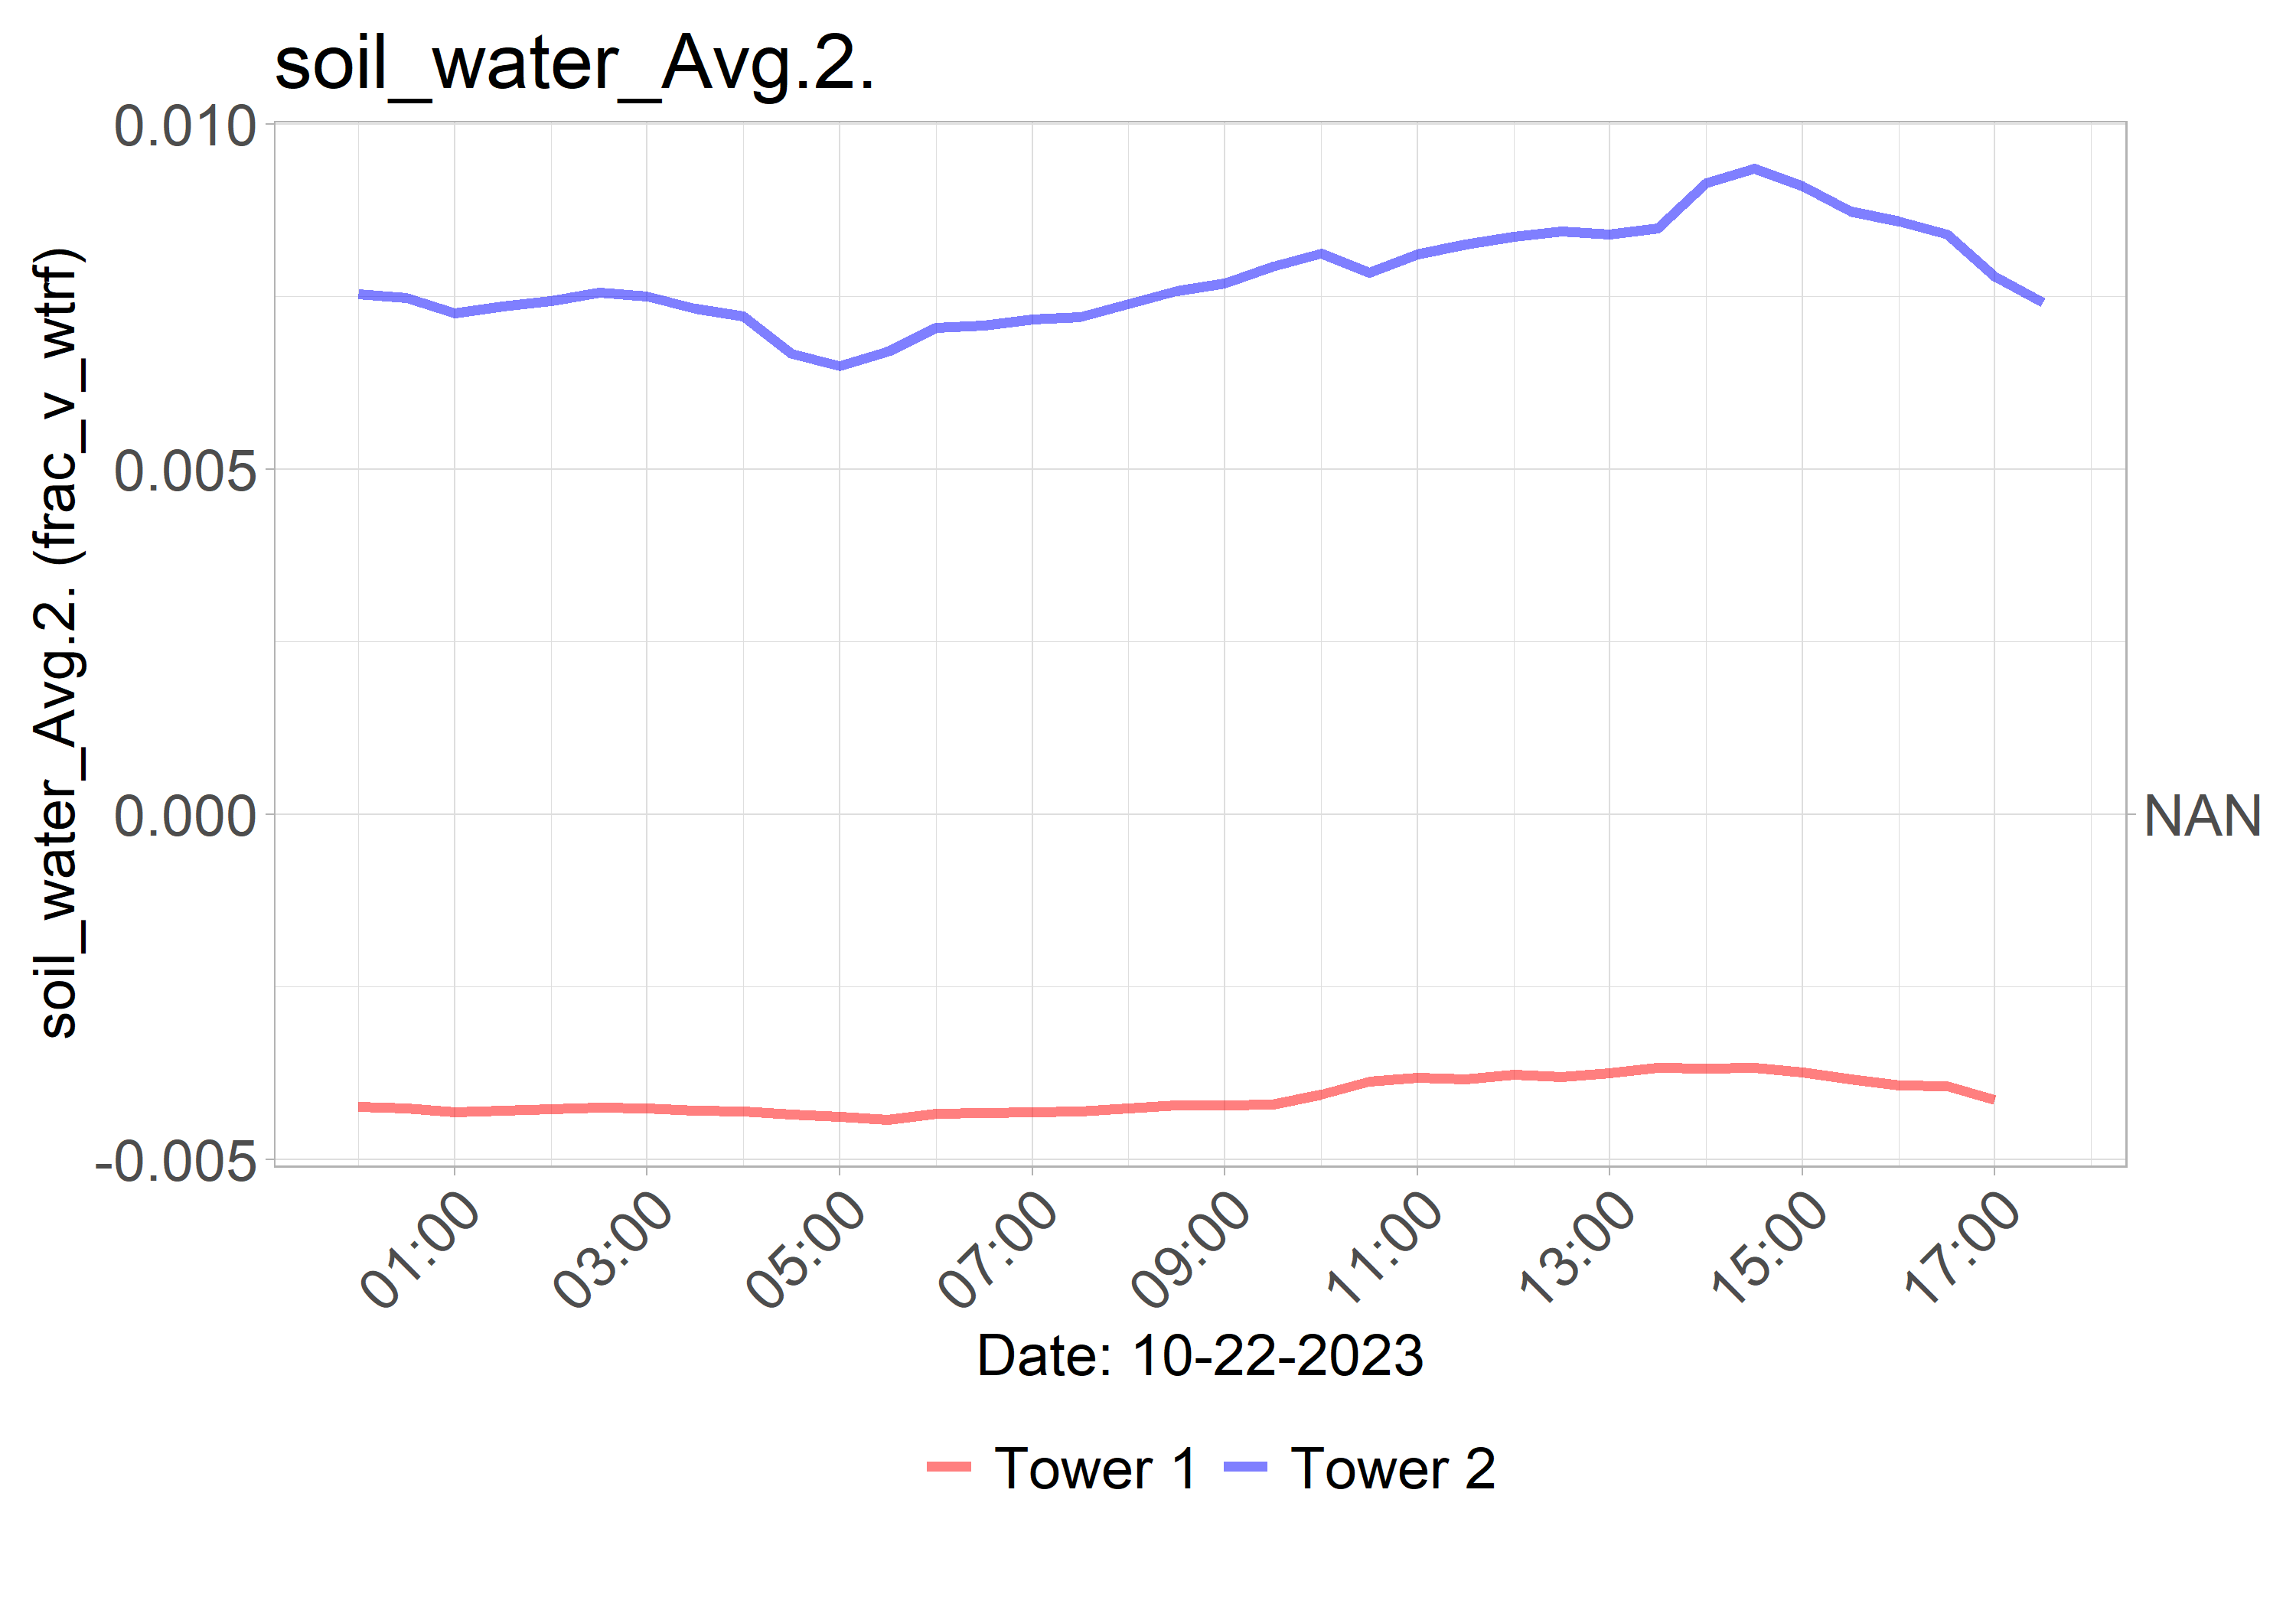 soil_water_Avg.2.
soil_water_Avg.2. (frac_v_wtrf)
0.010
0.005
0.000
-0.005
NAN
01:00
03:00
05:00
07:00
09:00
11:00
13:00
15:00
17:00
Date: 10-22-2023
Tower 1
Tower 2